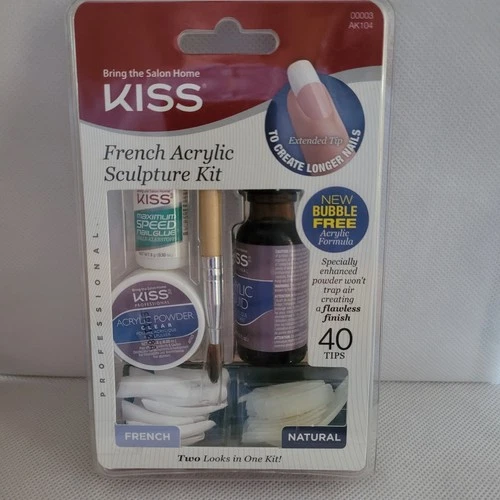 00003
AK104
Bring the Salon Home
KISS
Extended Tip
TO CREATE LONGER NAILS
French Acrylic
Sculpture Kit
NEW
BUBBLE
FREE
Acrylic
Formula
Specially
enhanced
powder won't
trap air
creating
a flawless
finish
40
TIPS
PROFESSIONAL.
KISS
MAXIMUM
SPEED
NAIL GLUE
KISS
PROFESSIONAL
ACRYLIC POWDER
CLEAR
FRENCH
NATURAL
Two Looks in One Kit!